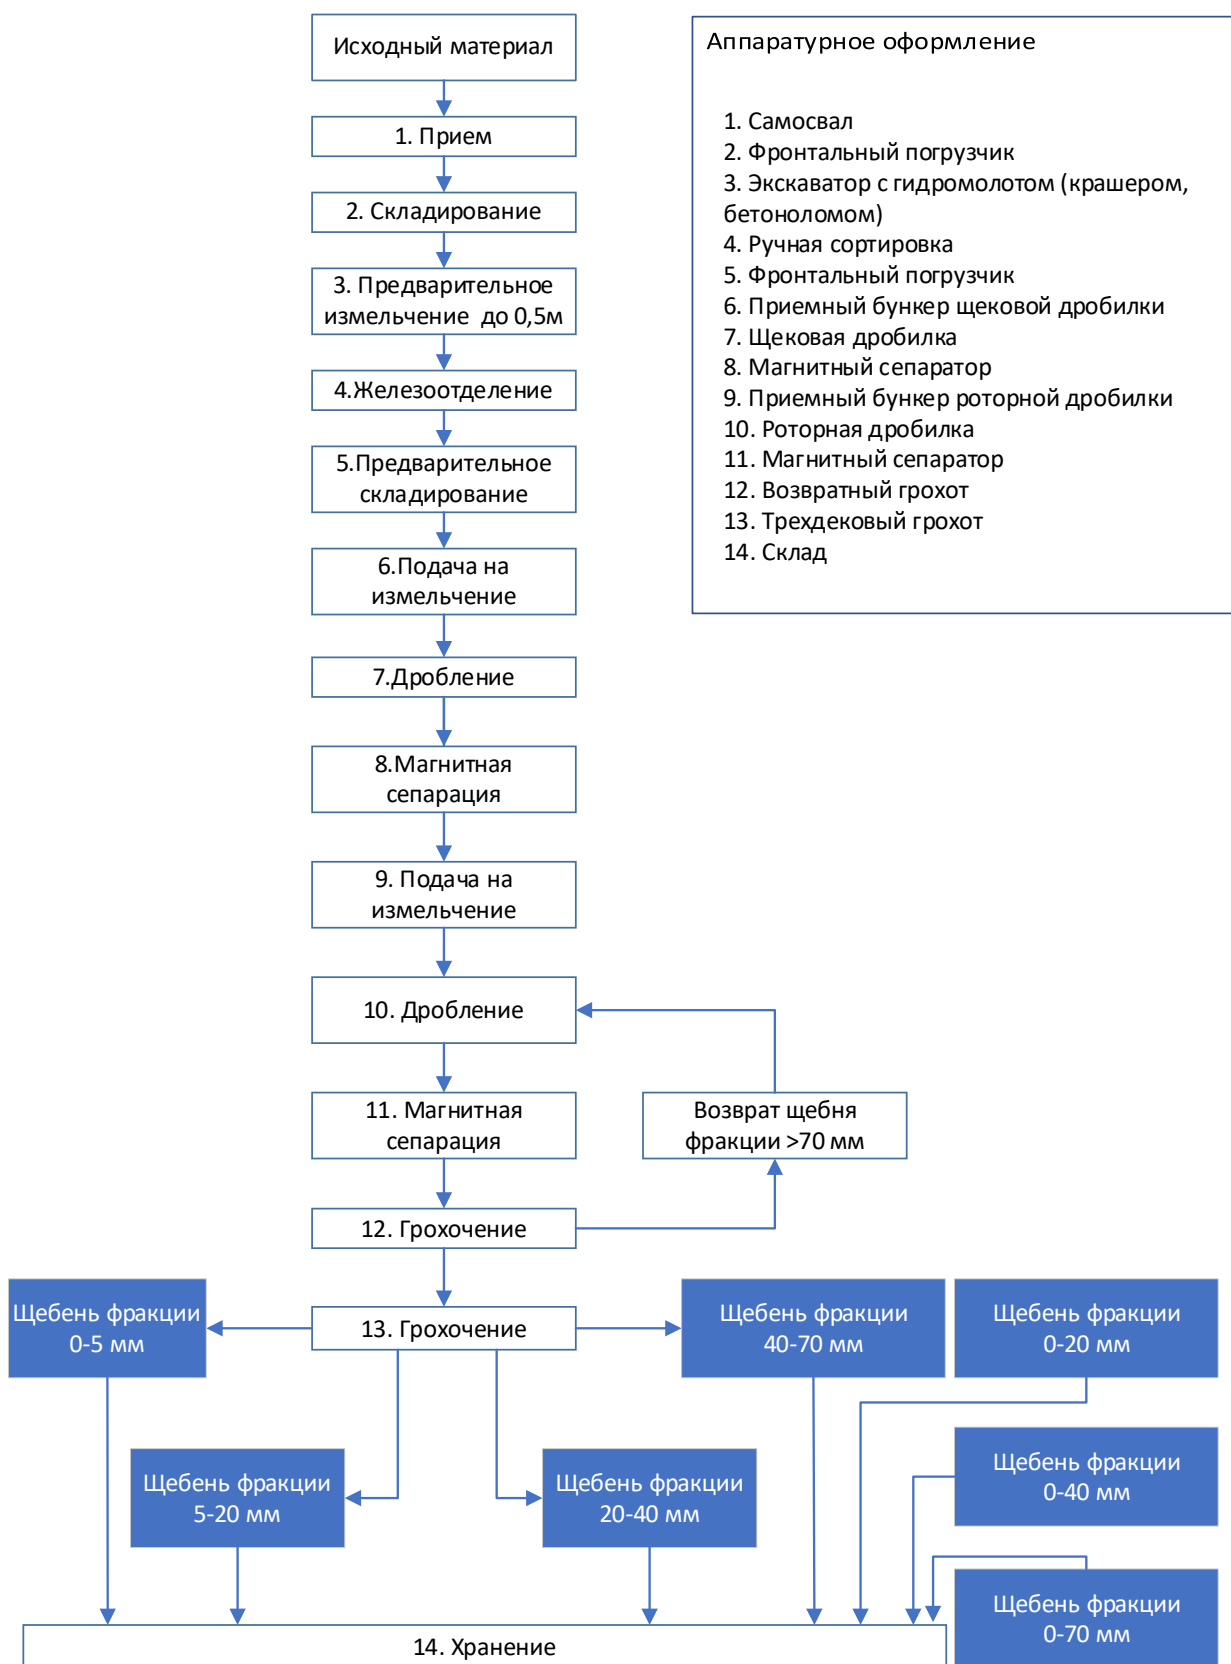 Исходный материал
1. Прием
2. Складирование
3. Предварительное
измельчение до 0,5м
4.Железоотделение
5.Предварительное
складирование
6.Подача на
измельчение
7.Дробление
8.Магнитная
сепарация
9. Подача на
измельчение
10. Дробление
11. Магнитная
сепарация
Возврат щебня
фракции >70 мм
12. Грохочение
13. Грохочение
Щебень фракции
0-5 мм
Щебень фракции
40-70 мм
Щебень фракции
0-20 мм
Щебень фракции
5-20 мм
Щебень фракции
20-40 мм
Щебень фракции
0-40 мм
Щебень фракции
0-70 мм
14. Хранение
Аппаратурное оформление
1. Самосвал
2. Фронтальный погрузчик
3. Экскаватор с гидромолотом (крашером,
бетоноломом)
4. Ручная сортировка
5. Фронтальный погрузчик
6. Приемный бункер щековой дробилки
7. Щековая дробилка
8. Магнитный сепаратор
9. Приемный бункер роторной дробилки
10. Роторная дробилка
11. Магнитный сепаратор
12. Возвратный грохот
13. Трехдековый грохот
14. Склад